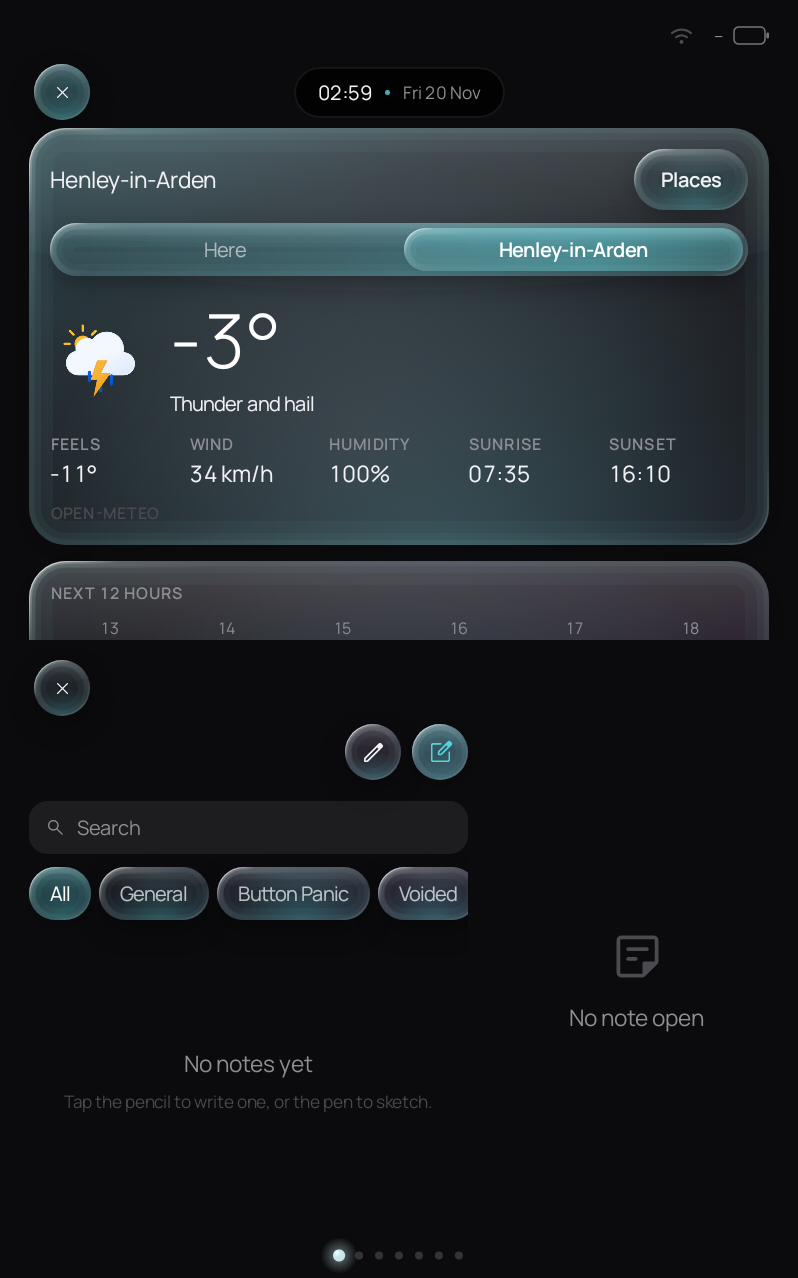 –
02:59 • Fri 20 Nov
Henley-in-Arden
Places
Here
Henley-in-Arden
-3°
Thunder and hail
FEELS WIND HUMIDITY SUNRISE SUNSET
-11° 34 km/h 100% 07:35 16:10
OPEN-METEO
NEXT 12 HOURS
13 14 15 16 17 18
Search
All General Button Panic Voided
No note open
No notes yet
Tap the pencil to write one, or the pen to sketch.